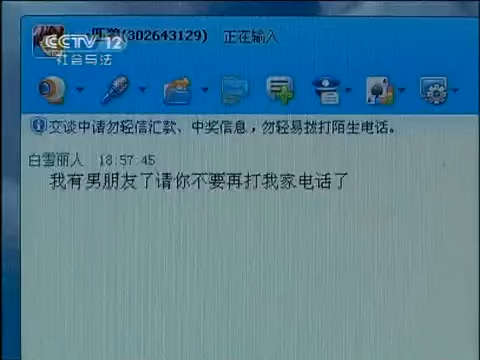 CCTV 12
社会与法
(302643129) 正在输入
交谈中请勿轻信汇款、中奖信息，勿轻易拨打陌生电话。
白雪丽人 18:57:45
我有男朋友了请你不要再打我家电话了